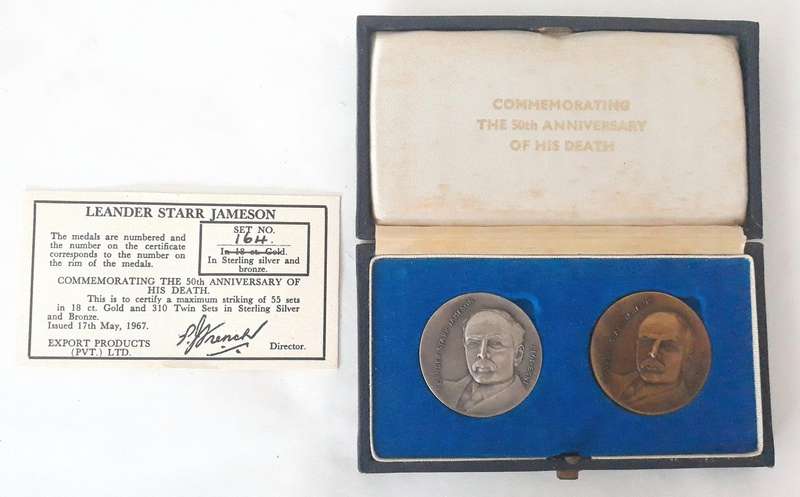 LEANDER STARR JAMESON
The medals are numbered and
the number on the certificate
corresponds to the number on
the rim of the medals.
SET NO.
164.
In 18 ct. Gold.
In Sterling silver and
bronze.
COMMEMORATING THE 50th ANNIVERSARY OF
HIS DEATH.
This is to certify a maximum striking of 55 sets
in 18 ct. Gold and 310 Twin Sets in Sterling Silver
and Bronze.
Issued 17th May, 1967.
EXPORT PRODUCTS
(PVT.) LTD.
Director.
COMMEMORATING
THE 50th ANNIVERSARY
OF HIS DEATH
LEANDER STARR JAMESON